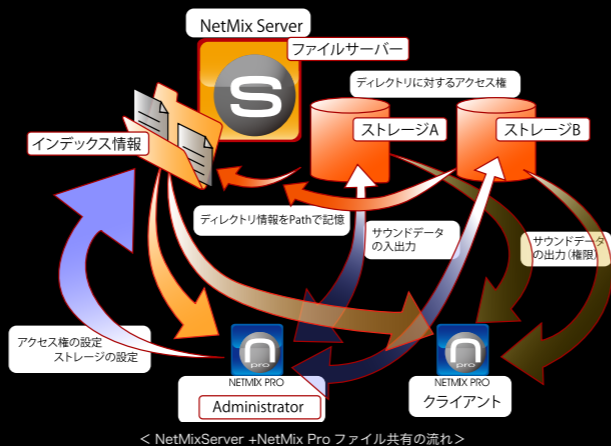 NetMix Server
ファイルサーバー
S
ディレクトリに対するアクセス権
インデックス情報
ストレージA
ストレージB
ディレクトリ情報をPathで記憶
サウンドデータ
の入出力
サウンドデータ
の出力（権限）
アクセス権の設定
ストレージの設定
n
pro
NETMIX PRO
Administrator
n
pro
NETMIX PRO
クライアント
< NetMixServer +NetMix Pro ファイル共有の流れ>